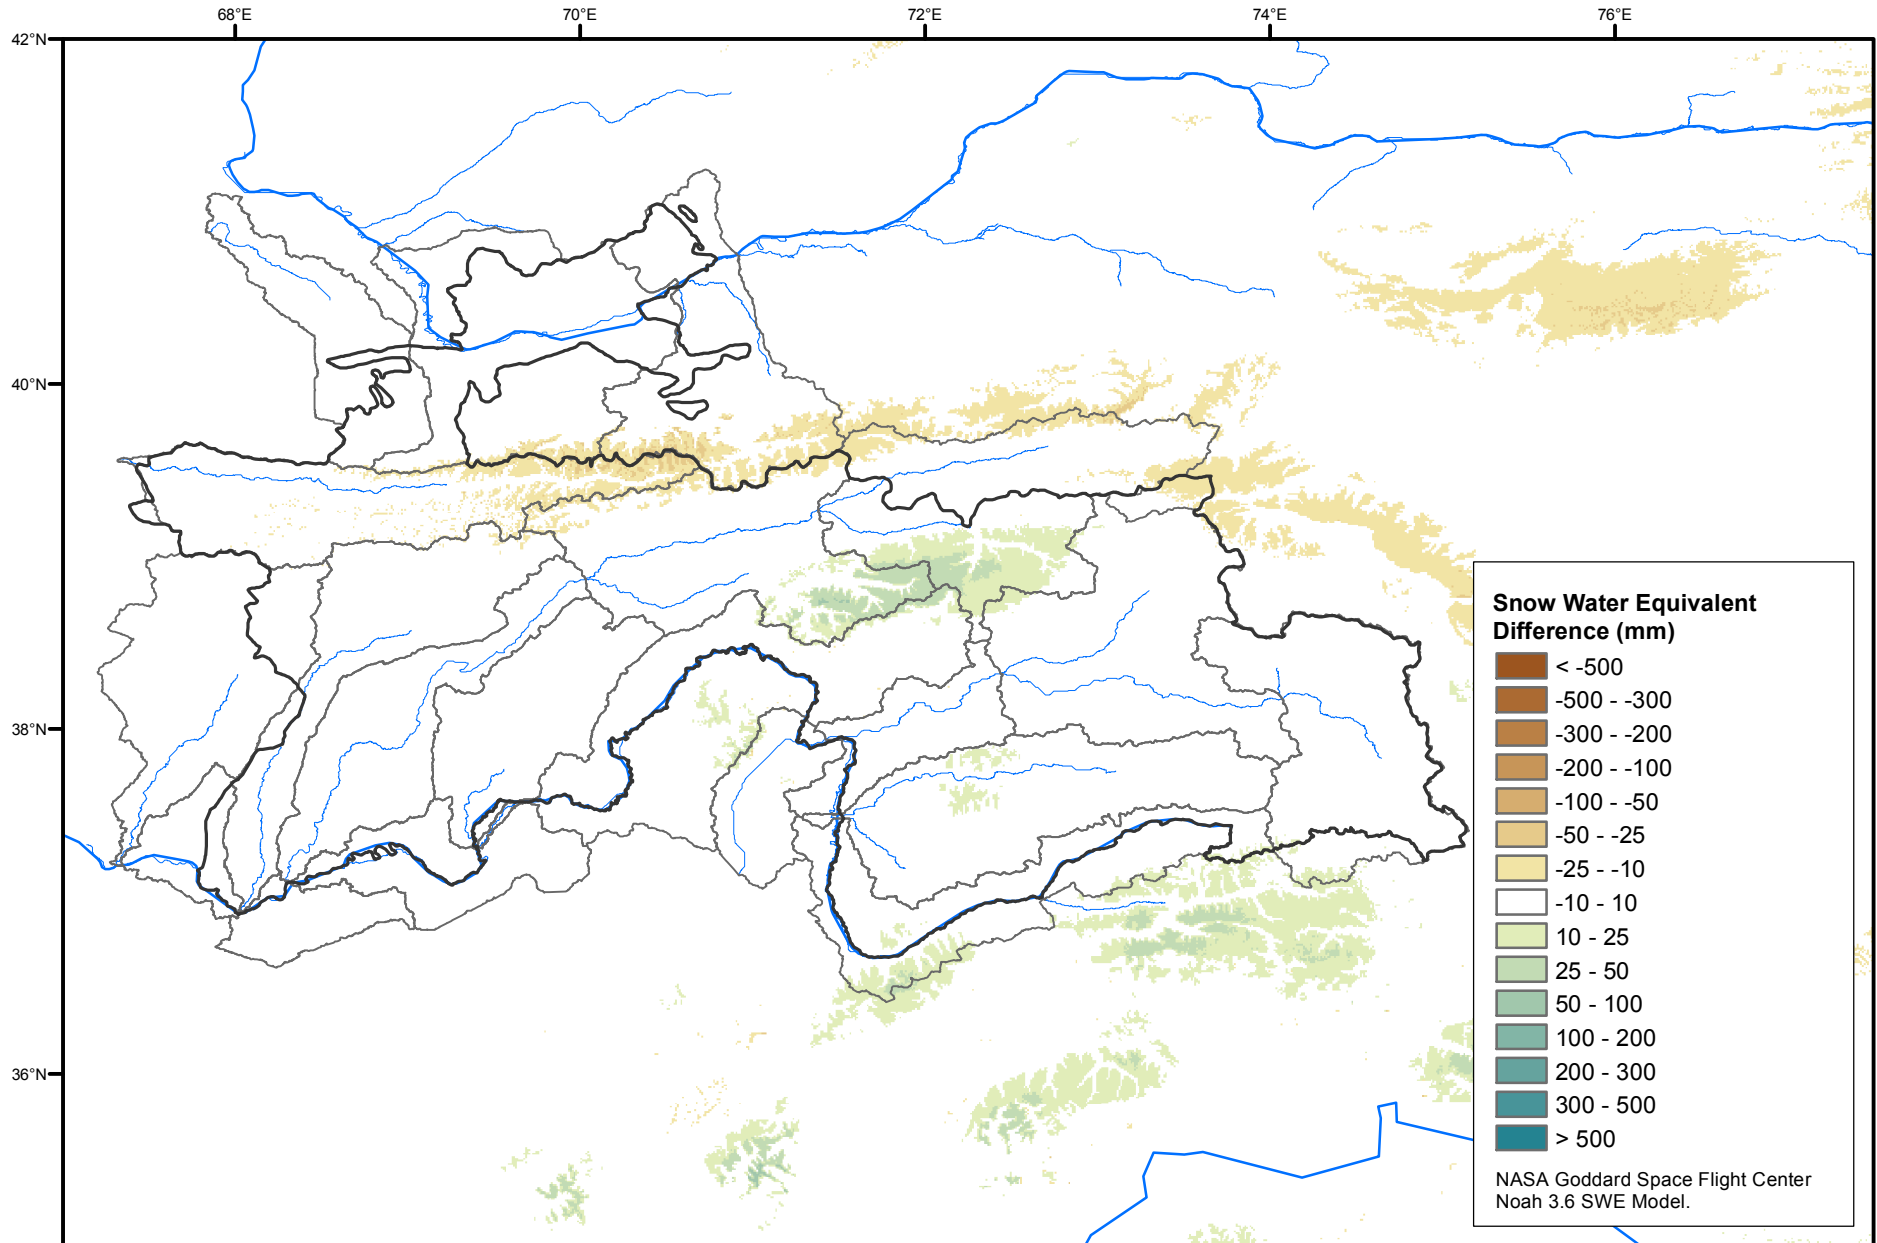 68°E 70°E 72°E 74°E 76°E
42°N
40°N
38°N
36°N
Snow Water Equivalent
Difference (mm)
< -500
-500 - -300
-300 - -200
-200 - -100
-100 - -50
-50 - -25
-25 - -10
-10 - 10
10 - 25
25 - 50
50 - 100
100 - 200
200 - 300
300 - 500
> 500
NASA Goddard Space Flight Center
Noah 3.6 SWE Model.